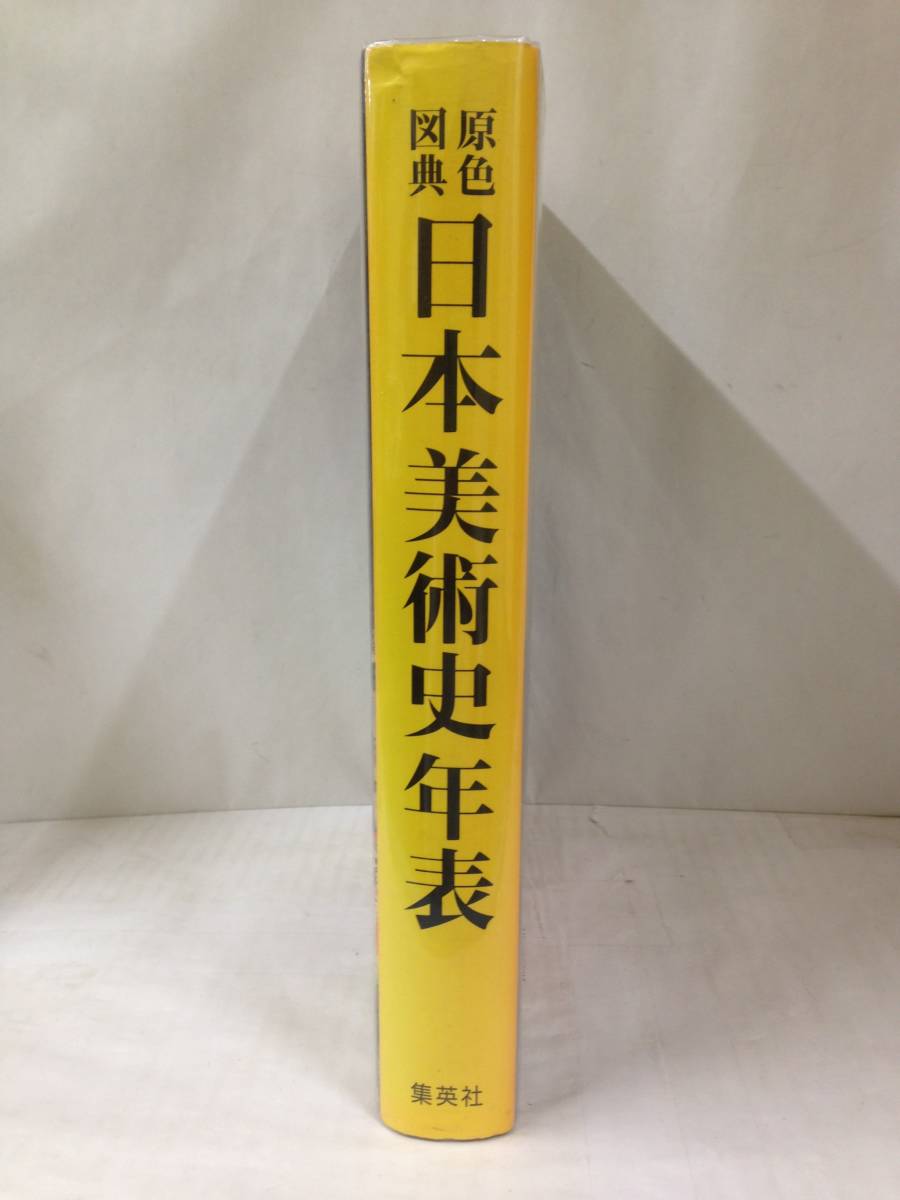 原色
図典
日本美術史年表
集英社